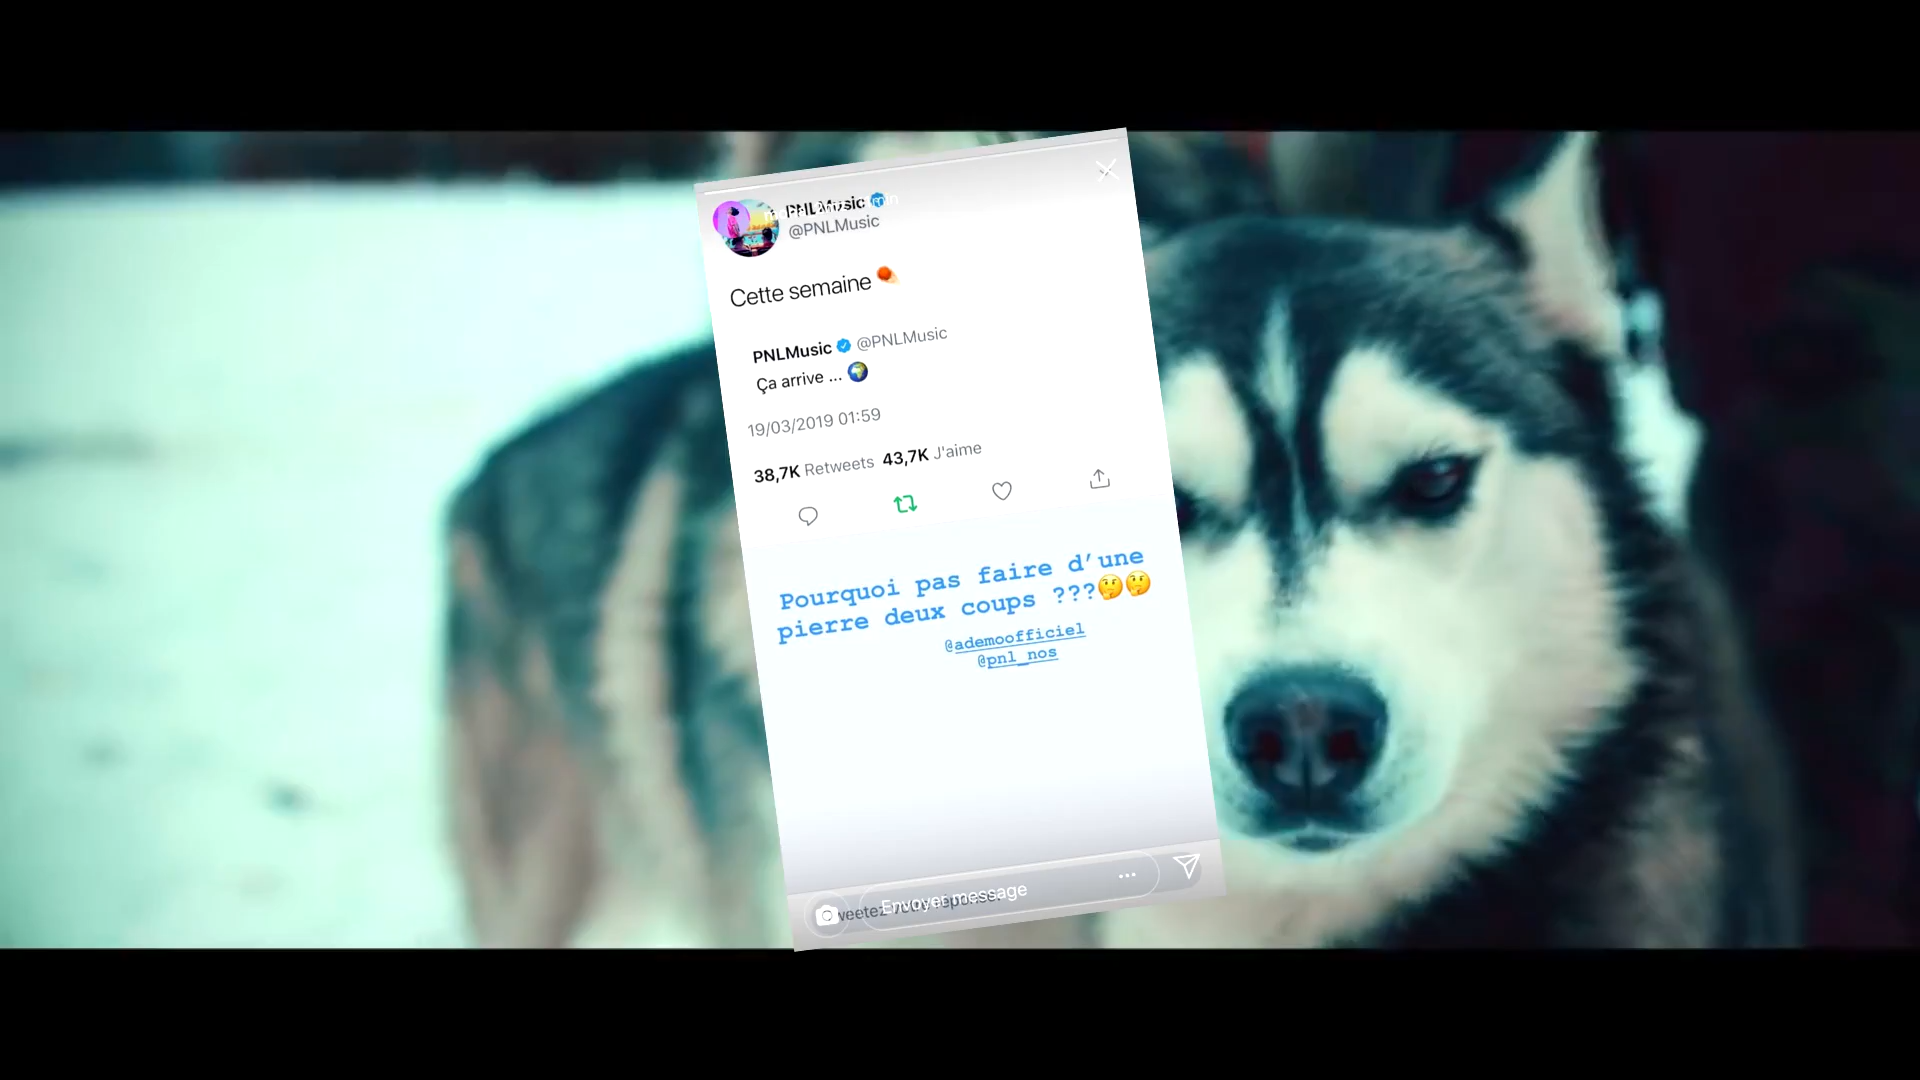 PNLMusic
@PNLMusic
Cette semaine
PNLMusic @PNLMusic
Ça arrive ...
19/03/2019 01:59
38,7K Retweets 43,7K J'aime
Pourquoi pas faire d’une
pierre deux coups ???
@ademoofficiel
@pnl_nos
Envoyer message